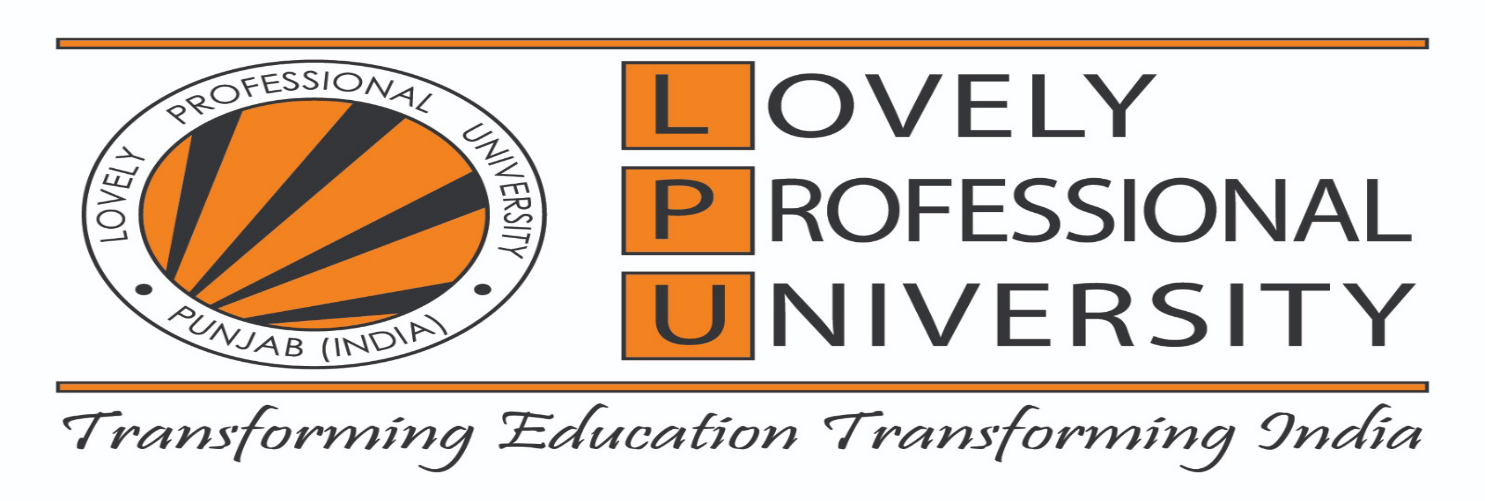 LOVELY PROFESSIONAL UNIVERSITY
PUNJAB (INDIA)
LOVELY
PROFESSIONAL
UNIVERSITY
Transforming Education Transforming India